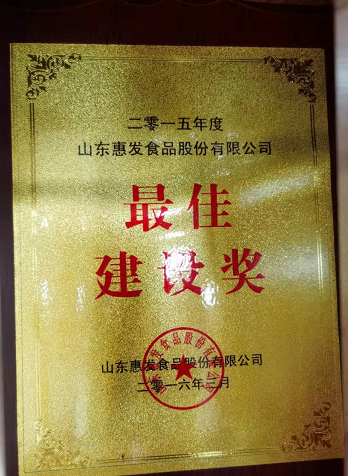 二零一五年度
山东惠发食品股份有限公司
最佳
建设奖
山东惠发食品股份有限公司
二零一六年二月